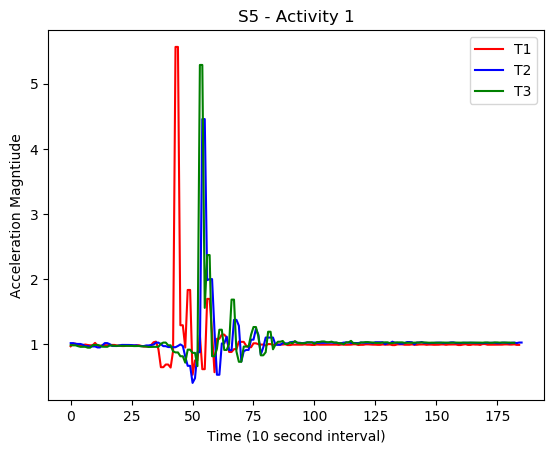 S5 - Activity 1
T1
T2
T3
5
4
3
2
1
Acceleration Magntiude
0
25
50
75
100
125
150
175
Time (10 second interval)